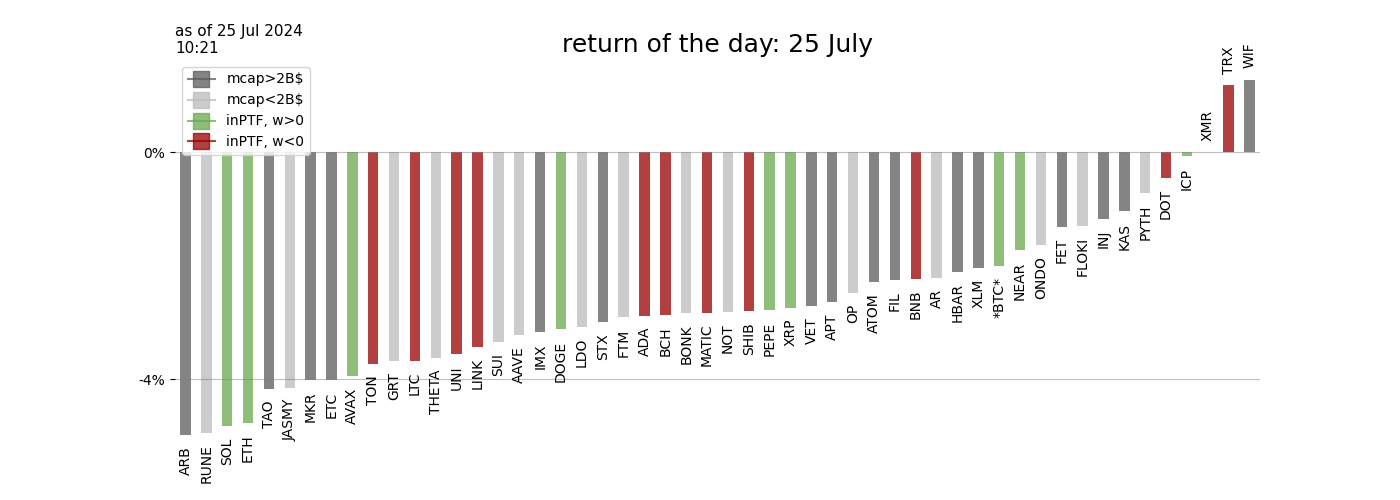 as of 25 Jul 2024
10:21
return of the day: 25 July
mcap>2B$
mcap<2B$
inPTF, w>0
inPTF, w<0
0%
-4%
ARB
RUNE
SOL
ETH
TAO
JASMY
MKR
ETC
AVAX
TON
GRT
LTC
THETA
UNI
LINK
SUI
AAVE
IMX
DOGE
LDO
STX
FTM
ADA
BCH
BONK
MATIC
NOT
SHIB
PEPE
XRP
VET
APT
OP
ATOM
FIL
BNB
AR
HBAR
XLM
*BTC*
NEAR
ONDO
FET
FLOKI
INJ
KAS
PYTH
DOT
ICP
XMR
TRX
WIF